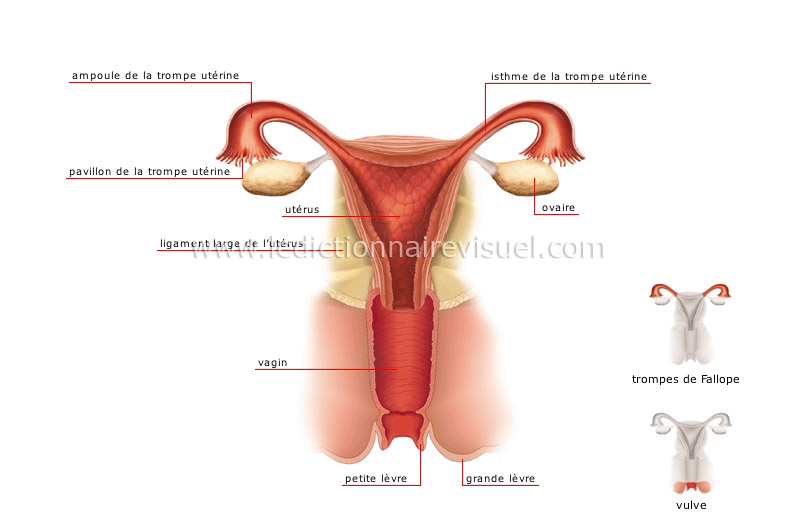 ampoule de la trompe utérine
isthme de la trompe utérine
pavillon de la trompe utérine
utérus
ovaire
ligament large de l'utérus
www.ledictionnairevisuel.com
vagin
trompes de Fallope
petite lèvre
grande lèvre
vulve